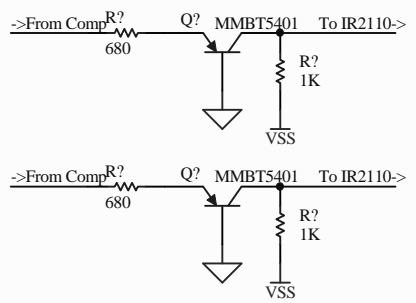 ->From Comp R? Q? MMBT5401 To IR2110->
680
R?
1K
VSS
->From Comp R? Q? MMBT5401 To IR2110->
680
R?
1K
VSS